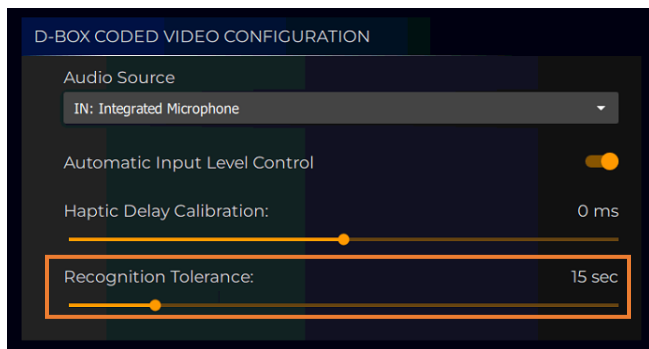 D-BOX CODED VIDEO CONFIGURATION
Audio Source
IN: Integrated Microphone
Automatic Input Level Control
Haptic Delay Calibration: 0 ms
Recognition Tolerance: 15 sec